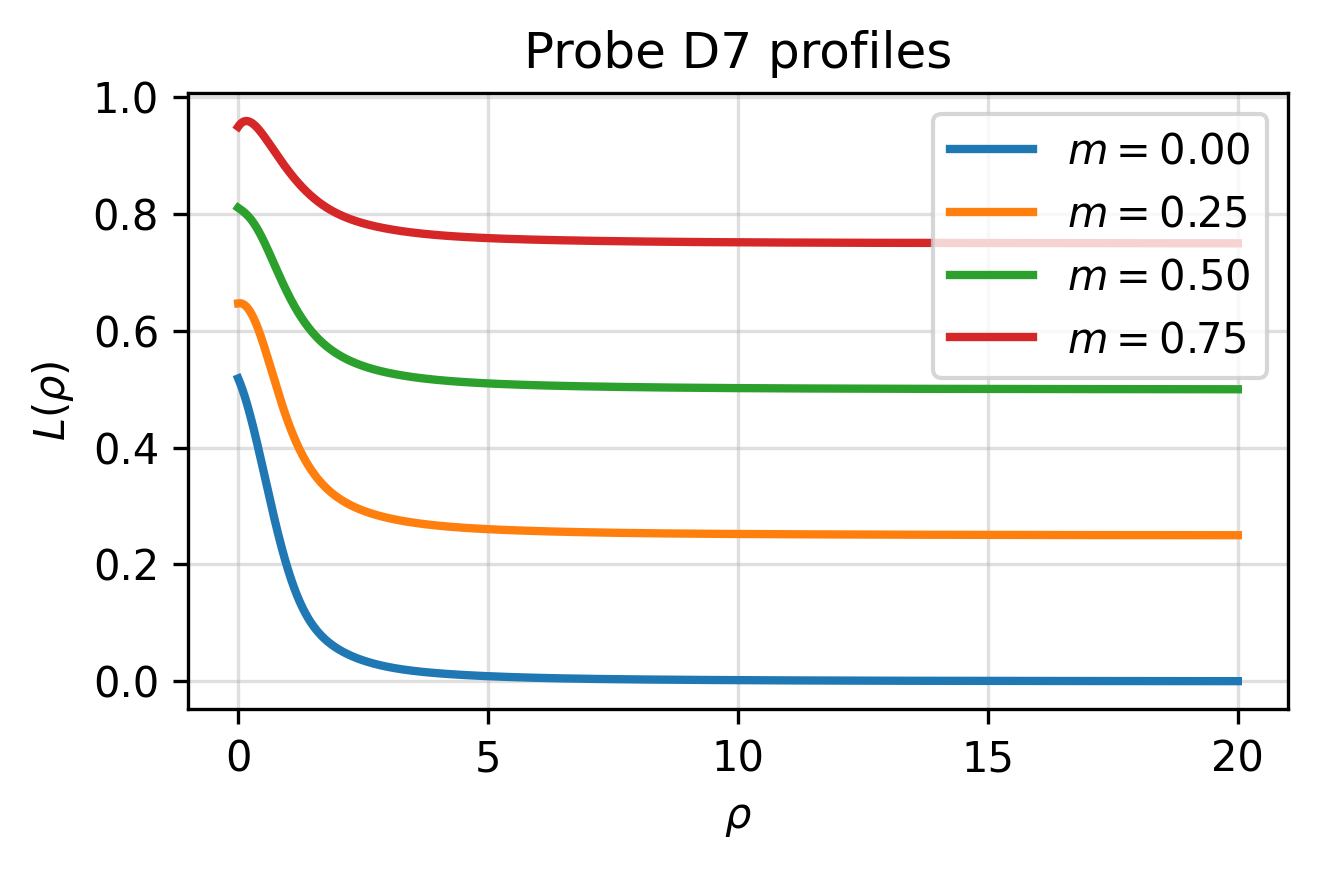 Probe D7 profiles
1.0
0.8
0.6
0.4
0.2
0.0
L(ρ)
m = 0.00
m = 0.25
m = 0.50
m = 0.75
0 5 10 15 20
ρ